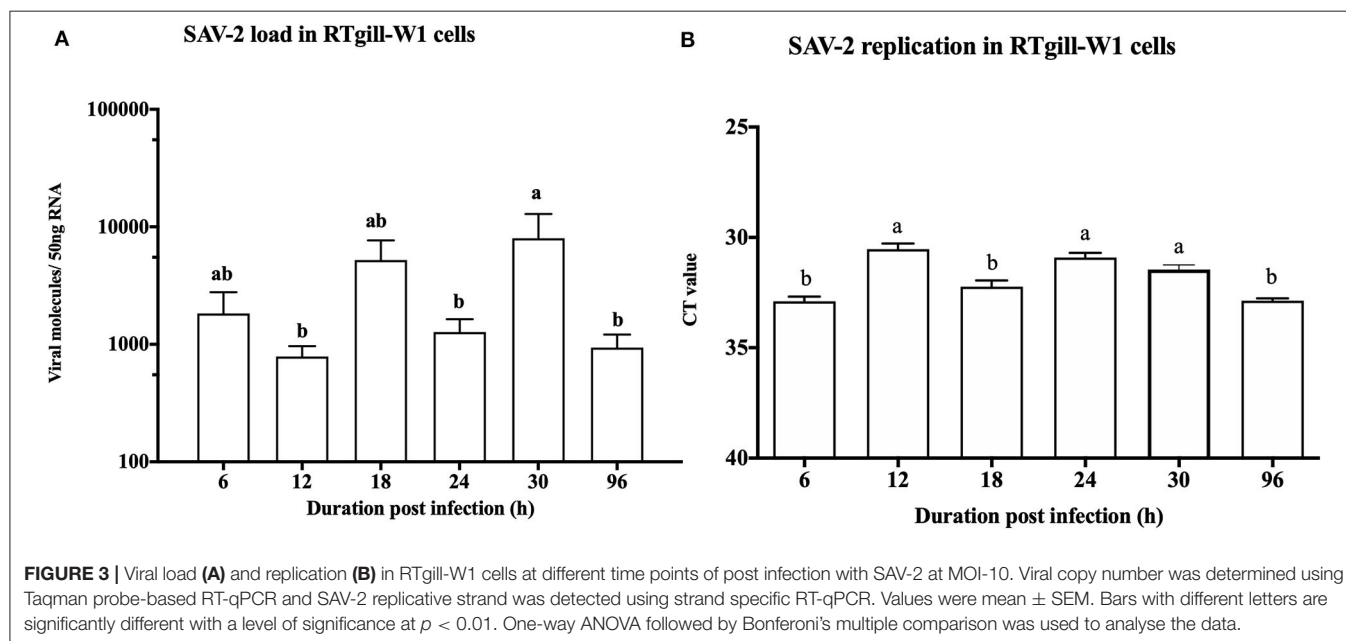 A
SAV-2 load in RTgill-W1 cells
100000
10000
1000
100
Viral molecules/ 50ng RNA
ab
b
ab
b
a
b
6 12 18 24 30 96
Duration post infection (h)
B
SAV-2 replication in RTgill-W1 cells
25
30
35
40
CT value
b
a
b
a
a
b
6 12 18 24 30 96
Duration post infection (h)
FIGURE 3 | Viral load (A) and replication (B) in RTgill-W1 cells at different time points of post infection with SAV-2 at MOI-10. Viral copy number was determined using
Taqman probe-based RT-qPCR and SAV-2 replicative strand was detected using strand specific RT-qPCR. Values were mean ± SEM. Bars with different letters are
significantly different with a level of significance at p < 0.01. One-way ANOVA followed by Bonferoni's multiple comparison was used to analyse the data.